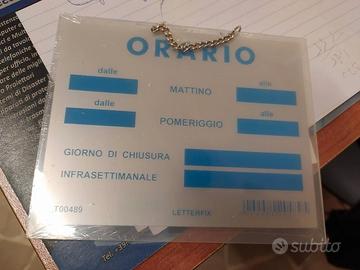 ORARIO
dalle alle
MATTINO
dalle alle
POMERIGGIO
GIORNO DI CHIUSURA
INFRASETTIMANALE
T00489 LETTERFIX
subito